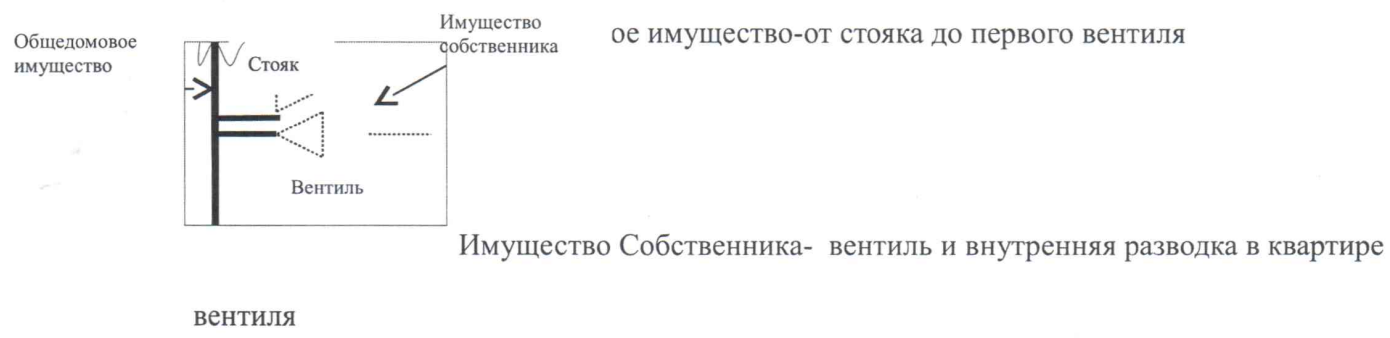 Общедомовое
имущество
Имущество
собственника
ое имущество-от стояка до первого вентиля
Стояк
Вентиль
Имущество Собственника- вентиль и внутренняя разводка в квартире
вентиля